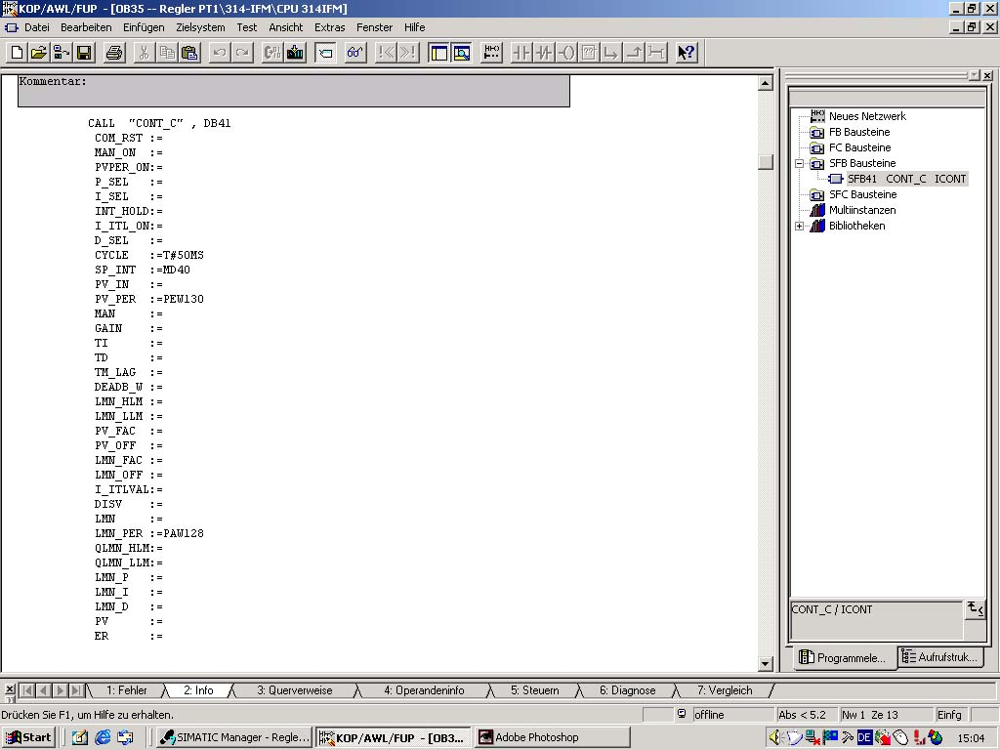 KOP/AWL/FUP - [OB35 -- Regler PT1\314-IFM\CPU 314IFM]
Datei Bearbeiten Einfügen Zielsystem Test Ansicht Extras Fenster Hilfe
Kommentar:
CALL "CONT_C" , DB41
COM_RST :=
MAN_ON :=
PVPER_ON:=
P_SEL :=
I_SEL :=
INT_HOLD:=
I_ITL_ON:=
D_SEL :=
CYCLE :=T#50MS
SP_INT :=MD40
PV_IN :=
PV_PER :=PEW130
MAN :=
GAIN :=
TI :=
TD :=
TM_LAG :=
DEADB_W :=
LMN_HLM :=
LMN_LLM :=
PV_FAC :=
PV_OFF :=
LMN_FAC :=
LMN_OFF :=
I_ITLVAL:=
DISV :=
LMN :=
LMN_PER :=PAW128
QLMN_HLM:=
QLMN_LLM:=
LMN_P :=
LMN_I :=
LMN_D :=
PV :=
ER :=
Neues Netzwerk
FB Bausteine
FC Bausteine
SFB Bausteine
SFB41 CONT_C ICONT
SFC Bausteine
Multiinstanzen
Bibliotheken
CONT_C / ICONT
Programmele... Aufrufstruk...
1: Fehler 2: Info 3: Querverweise 4: Operandeninfo 5: Steuern 6: Diagnose 7: Vergleich
Drücken Sie F1, um Hilfe zu erhalten. offline Abs < 5.2 Nw 1 Ze 13 Einfg
Start SIMATIC Manager - Regle... KOP/AWL/FUP - [OB3... Adobe Photoshop DE 15:04